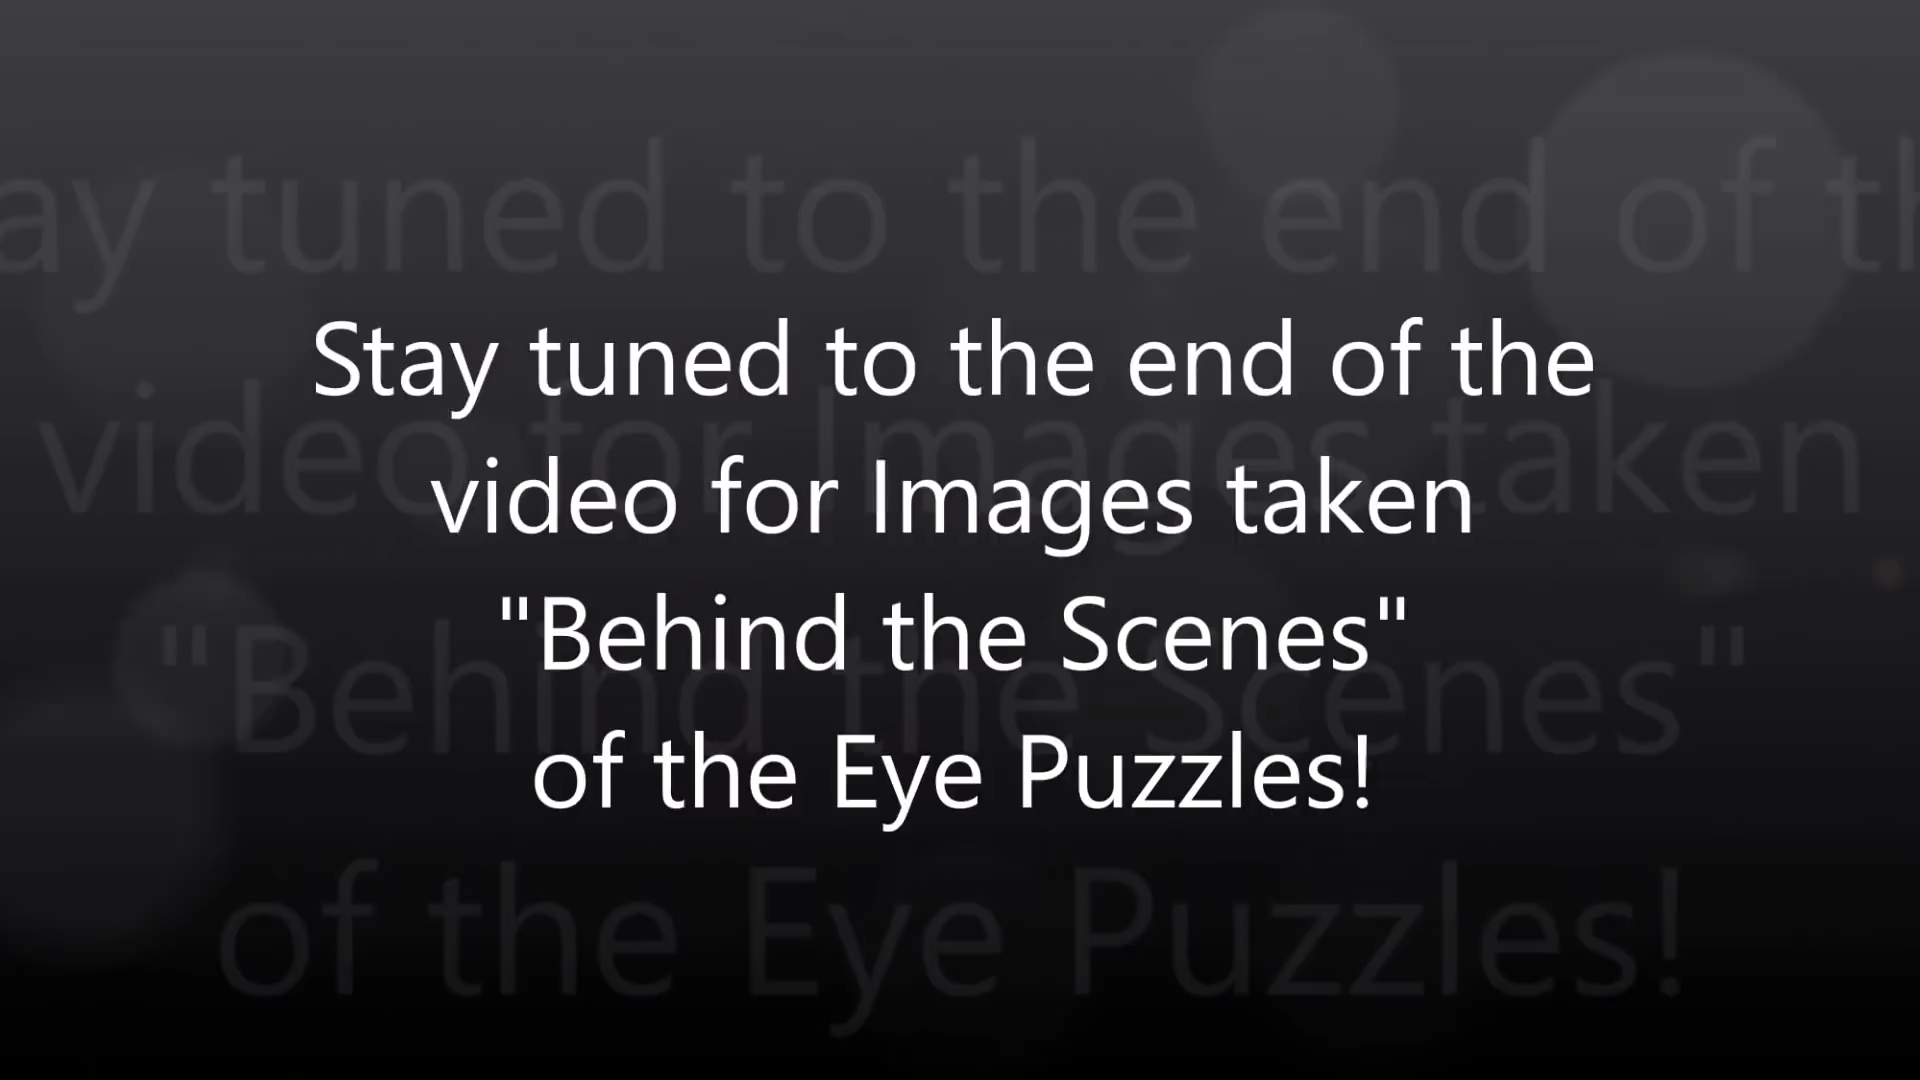 Stay tuned to the end of the
video for Images taken
"Behind the Scenes"
of the Eye Puzzles!